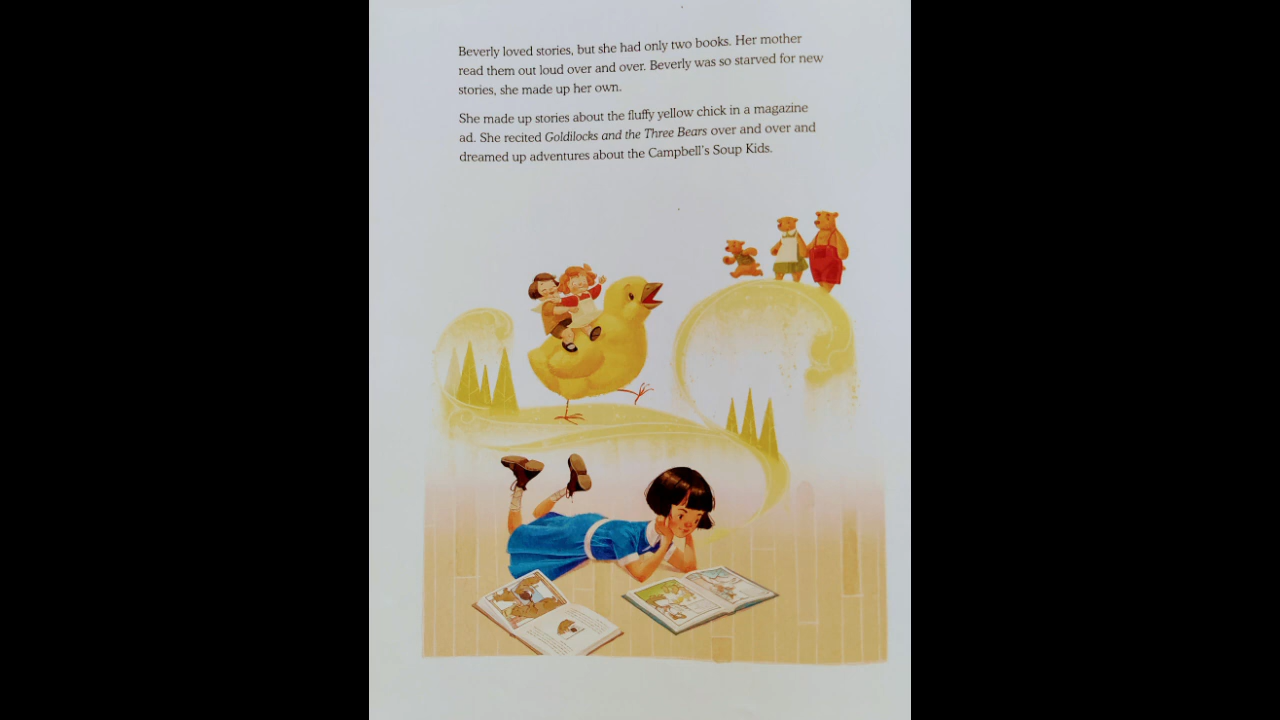 Beverly loved stories, but she had only two books. Her mother
read them out loud over and over. Beverly was so starved for new
stories, she made up her own.
She made up stories about the fluffy yellow chick in a magazine
ad. She recited Goldilocks and the Three Bears over and over and
dreamed up adventures about the Campbell's Soup Kids.